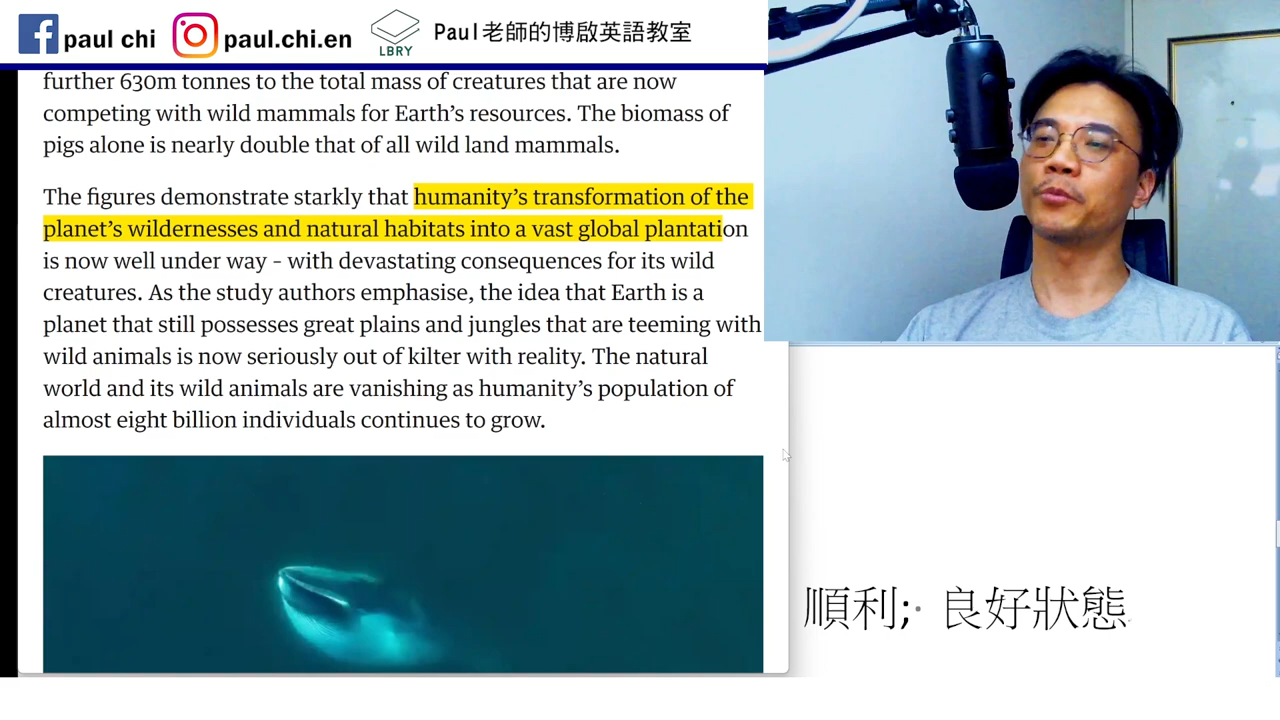 paul chi
paul.chi.en
LBRY
Paul老師的博啟英語教室
further 630m tonnes to the total mass of creatures that are now
competing with wild mammals for Earth’s resources. The biomass of
pigs alone is nearly double that of all wild land mammals.
The figures demonstrate starkly that humanity’s transformation of the
planet’s wildernesses and natural habitats into a vast global plantation
is now well under way – with devastating consequences for its wild
creatures. As the study authors emphasise, the idea that Earth is a
planet that still possesses great plains and jungles that are teeming with
wild animals is now seriously out of kilter with reality. The natural
world and its wild animals are vanishing as humanity’s population of
almost eight billion individuals continues to grow.
順利; 良好狀態